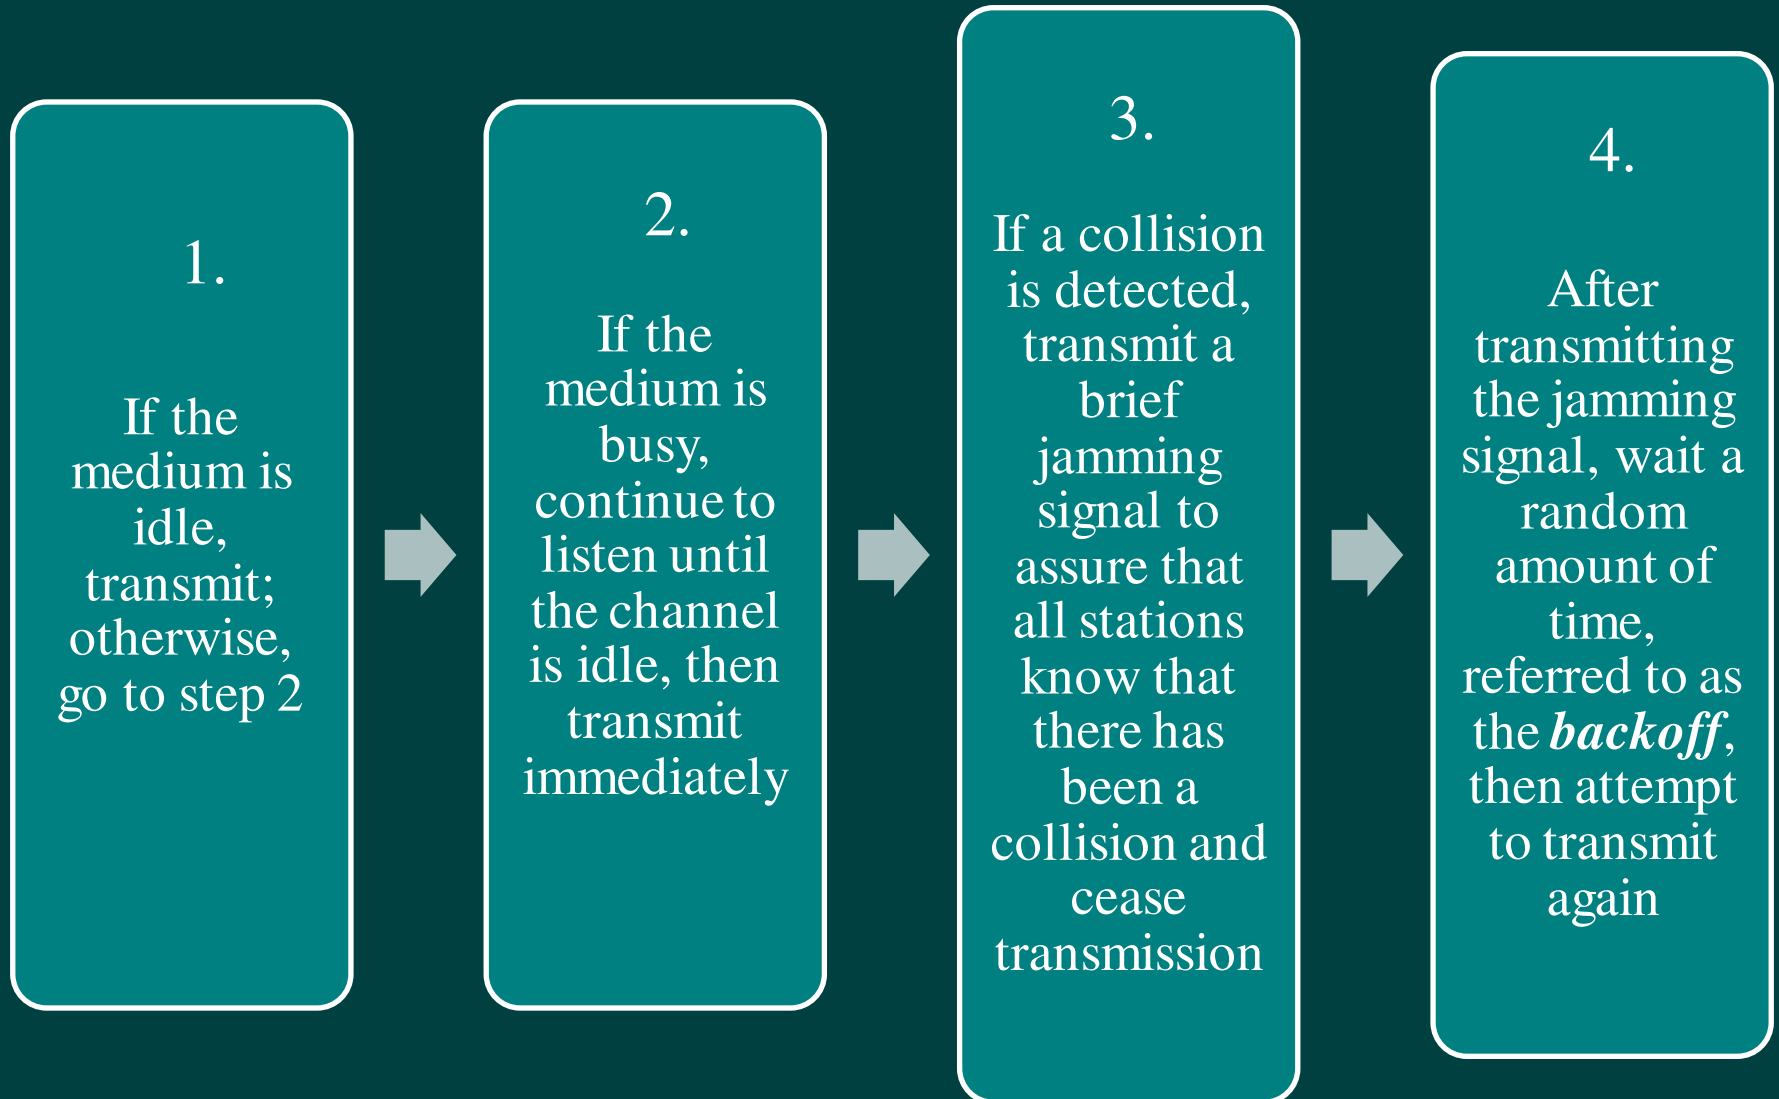 1.
If the
medium is
idle,
transmit;
otherwise,
go to step 2
2.
If the
medium is
busy,
continue to
listen until
the channel
is idle, then
transmit
immediately
3.
If a collision
is detected,
transmit a
brief
jamming
signal to
assure that
all stations
know that
there has
been a
collision and
cease
transmission
4.
After
transmitting
the jamming
signal, wait a
random
amount of
time,
referred to as
the backoff,
then attempt
to transmit
again